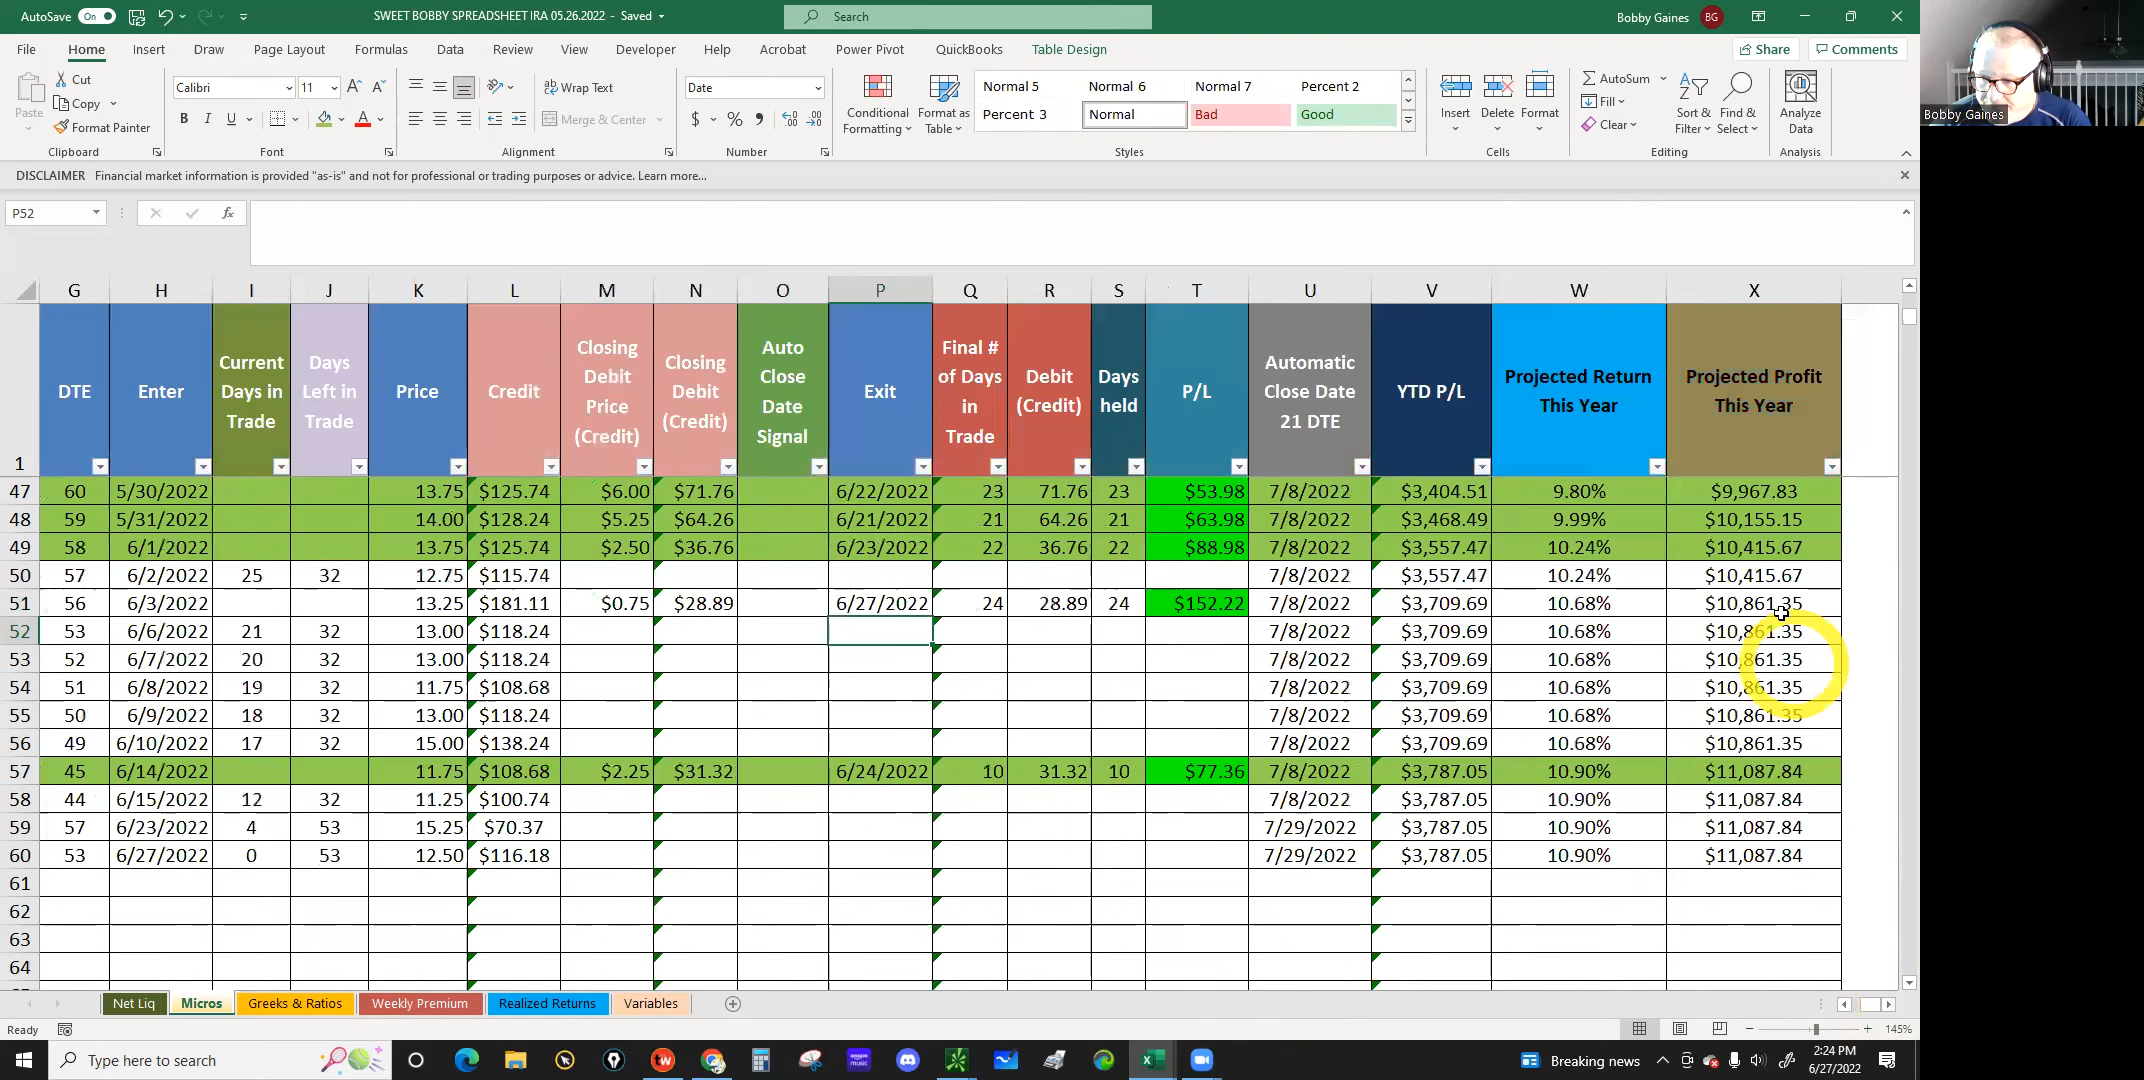 AutoSave On SWEET BOBBY SPREADSHEET IRA 05.26.2022 - Saved Search Bobby Gaines BG
File Home Insert Draw Page Layout Formulas Data Review View Developer Help Acrobat Power Pivot QuickBooks Table Design Share Comments
Paste Cut Copy Format Painter Clipboard
Calibri 11 A A B I U A Font
Wrap Text Merge & Center Alignment
Date $ % Number
Conditional Formatting Format as Table
Normal 5 Normal 6 Normal 7 Percent 2
Percent 3 Normal Bad Good
Styles
Insert Delete Format Cells
AutoSum Fill Clear Sort & Filter Find & Select Editing
Analyze Data Analysis
Bobby Gaines
DISCLAIMER Financial market information is provided "as-is" and not for professional or trading purposes or advice. Learn more...
P52 fx
G H I J K L M N O P Q R S T U V W X
1 DTE Enter Current Days in Trade Days Left in Trade Price Credit Closing Debit Price (Credit) Closing Debit (Credit) Auto Close Date Signal Exit Final # of Days in Trade Debit (Credit) Days held P/L Automatic Close Date 21 DTE YTD P/L Projected Return This Year Projected Profit This Year
47 60 5/30/2022 13.75 $125.74 $6.00 $71.76 6/22/2022 23 71.76 23 $53.98 7/8/2022 $3,404.51 9.80% $9,967.83
48 59 5/31/2022 14.00 $128.24 $5.25 $64.26 6/21/2022 21 64.26 21 $63.98 7/8/2022 $3,468.49 9.99% $10,155.15
49 58 6/1/2022 13.75 $125.74 $2.50 $36.76 6/23/2022 22 36.76 22 $88.98 7/8/2022 $3,557.47 10.24% $10,415.67
50 57 6/2/2022 25 32 12.75 $115.74 7/8/2022 $3,557.47 10.24% $10,415.67
51 56 6/3/2022 13.25 $181.11 $0.75 $28.89 6/27/2022 24 28.89 24 $152.22 7/8/2022 $3,709.69 10.68% $10,861.35
52 53 6/6/2022 21 32 13.00 $118.24 7/8/2022 $3,709.69 10.68% $10,861.35
53 52 6/7/2022 20 32 13.00 $118.24 7/8/2022 $3,709.69 10.68% $10,861.35
54 51 6/8/2022 19 32 11.75 $108.68 7/8/2022 $3,709.69 10.68% $10,861.35
55 50 6/9/2022 18 32 13.00 $118.24 7/8/2022 $3,709.69 10.68% $10,861.35
56 49 6/10/2022 17 32 15.00 $138.24 7/8/2022 $3,709.69 10.68% $10,861.35
57 45 6/14/2022 11.75 $108.68 $2.25 $31.32 6/24/2022 10 31.32 10 $77.36 7/8/2022 $3,787.05 10.90% $11,087.84
58 44 6/15/2022 12 32 11.25 $100.74 7/8/2022 $3,787.05 10.90% $11,087.84
59 57 6/23/2022 4 53 15.25 $70.37 7/29/2022 $3,787.05 10.90% $11,087.84
60 53 6/27/2022 0 53 12.50 $116.18 7/29/2022 $3,787.05 10.90% $11,087.84
61
62
63
64
Net Liq Micros Greeks & Ratios Weekly Premium Realized Returns Variables
Ready 145%
Type here to search Breaking news 2:24 PM
6/27/2022